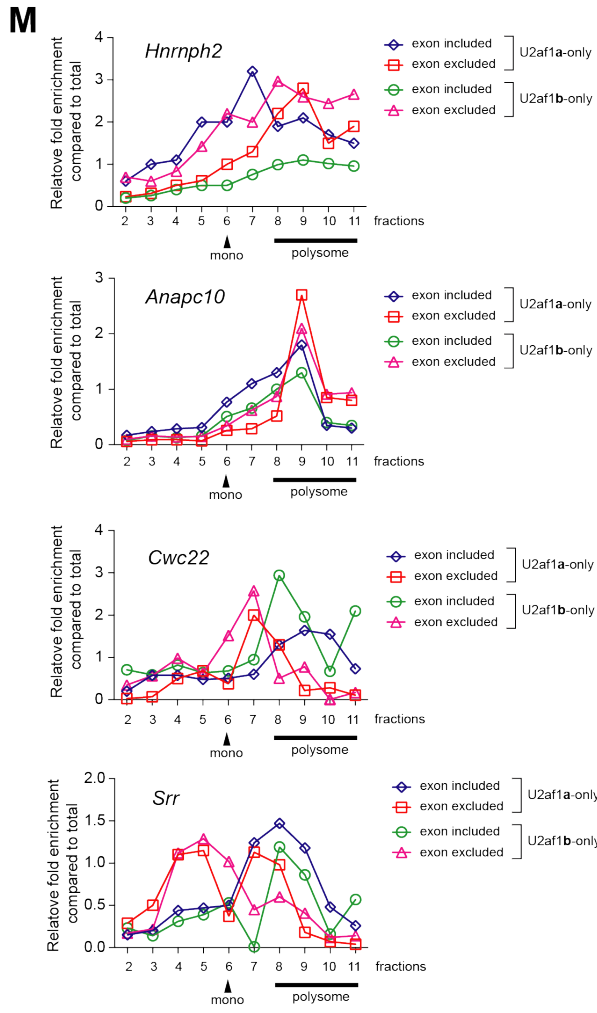 M
Hnrnph2
Relatove fold enrichment
compared to total
4
3
2
1
0
2 3 4 5 6 7 8 9 10 11 fractions
mono polysome
exon included
exon excluded
U2af1a-only
exon included
exon excluded
U2af1b-only
Anapc10
Relatove fold enrichment
compared to total
3
2
1
0
2 3 4 5 6 7 8 9 10 11 fractions
mono polysome
exon included
exon excluded
U2af1a-only
exon included
exon excluded
U2af1b-only
Cwc22
Relatove fold enrichment
compared to total
4
3
2
1
0
2 3 4 5 6 7 8 9 10 11 fractions
mono polysome
exon included
exon excluded
U2af1a-only
exon included
exon excluded
U2af1b-only
Srr
Relatove fold enrichment
compared to total
2.0
1.5
1.0
0.5
0.0
2 3 4 5 6 7 8 9 10 11 fractions
mono polysome
exon included
exon excluded
U2af1a-only
exon included
exon excluded
U2af1b-only